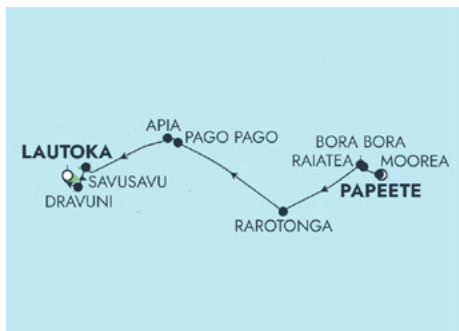 APIA
PAGO PAGO
LAUTOKA
SAVUSAVU
DRAVUNI
BORA BORA
RAIATEA
MOOREA
PAPEETE
RAROTONGA